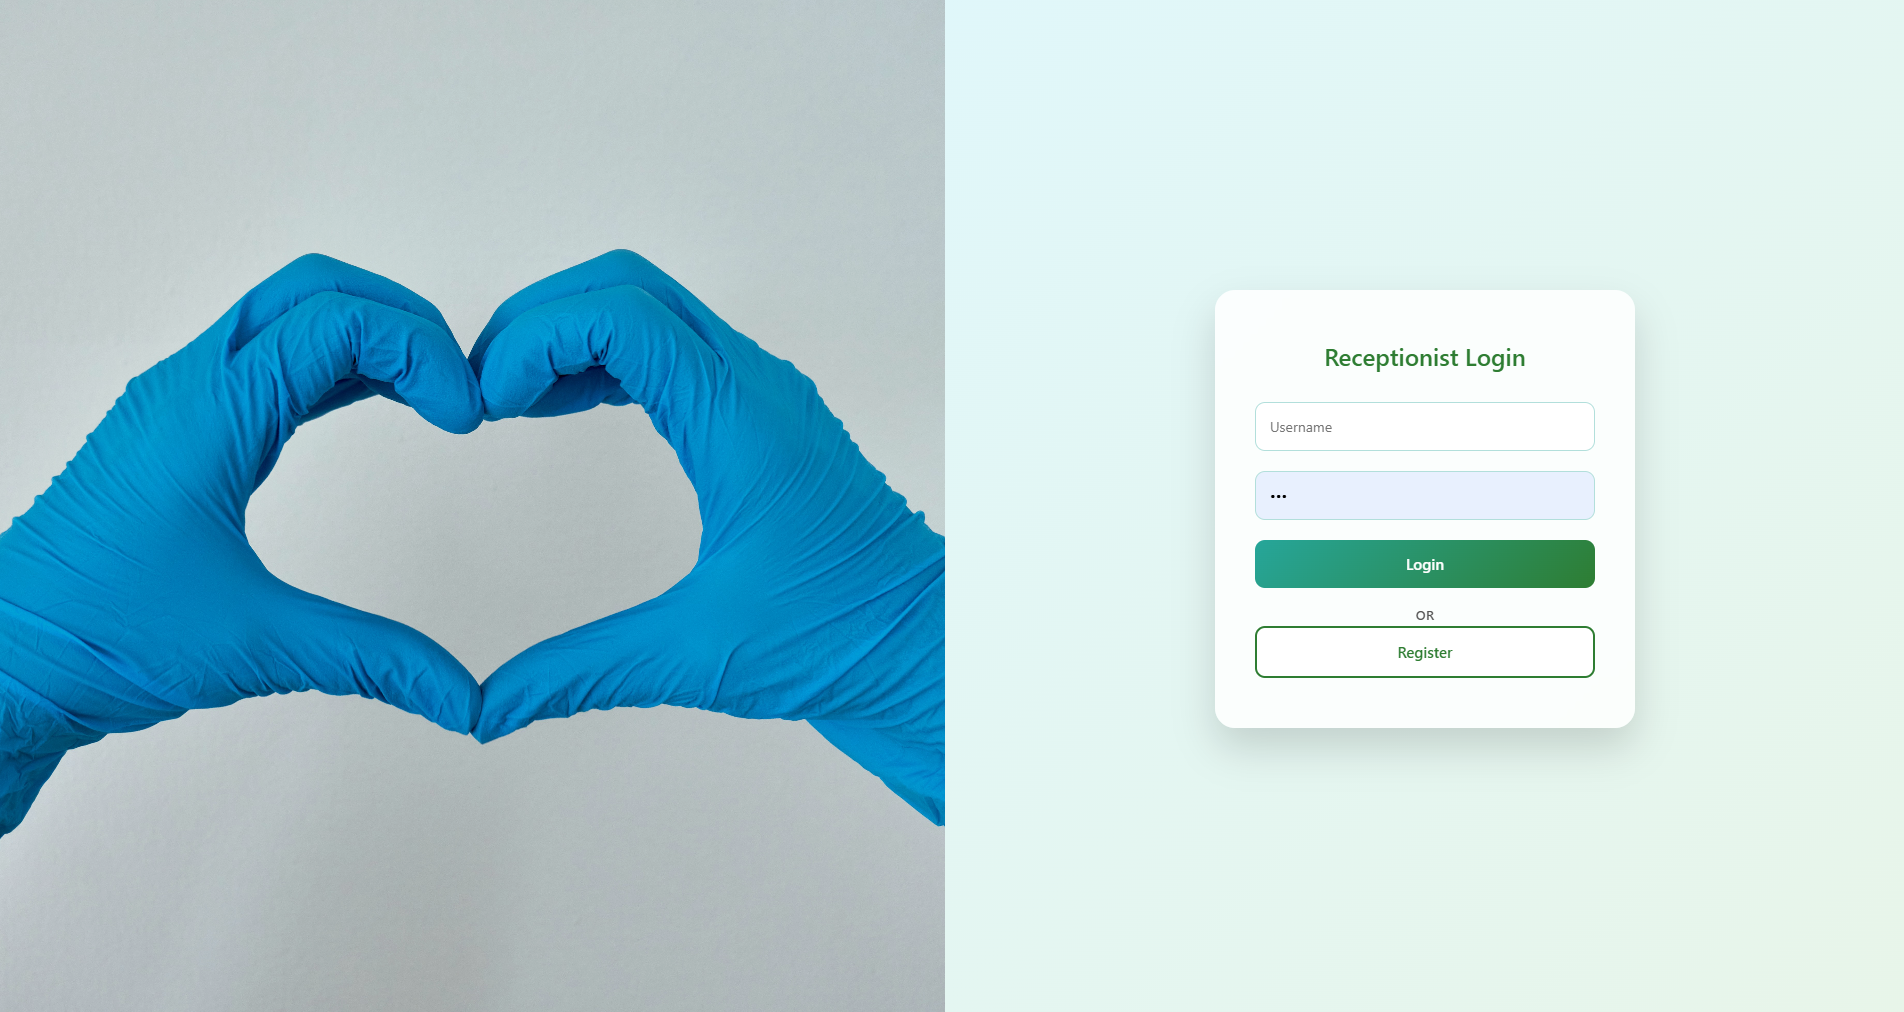 Receptionist Login
Username
•••
Login
OR
Register